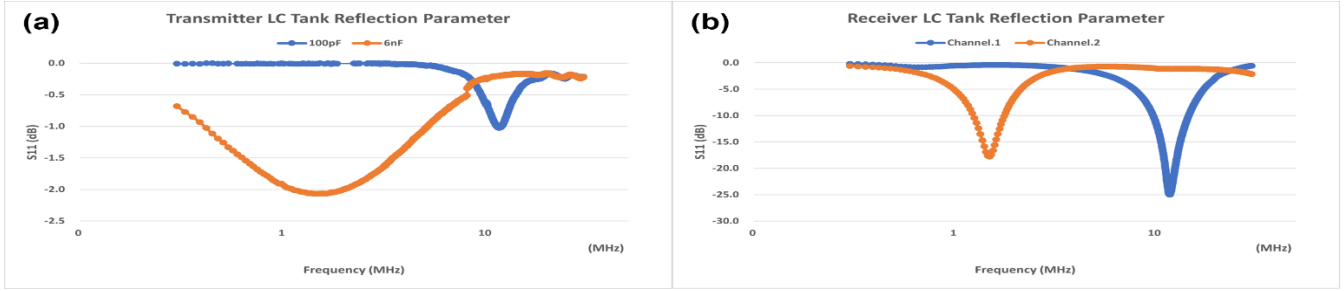 (a)
Transmitter LC Tank Reflection Parameter
100pF 6nF
0.0
-0.5
-1.0
-1.5
-2.0
-2.5
S11 (dB)
0 1 10
(MHz)
Frequency (MHz)
(b)
Receiver LC Tank Reflection Parameter
Channel.1 Channel.2
0.0
-5.0
-10.0
-15.0
-20.0
-25.0
-30.0
S11 (dB)
0 1 10
(MHz)
Frequency (MHz)